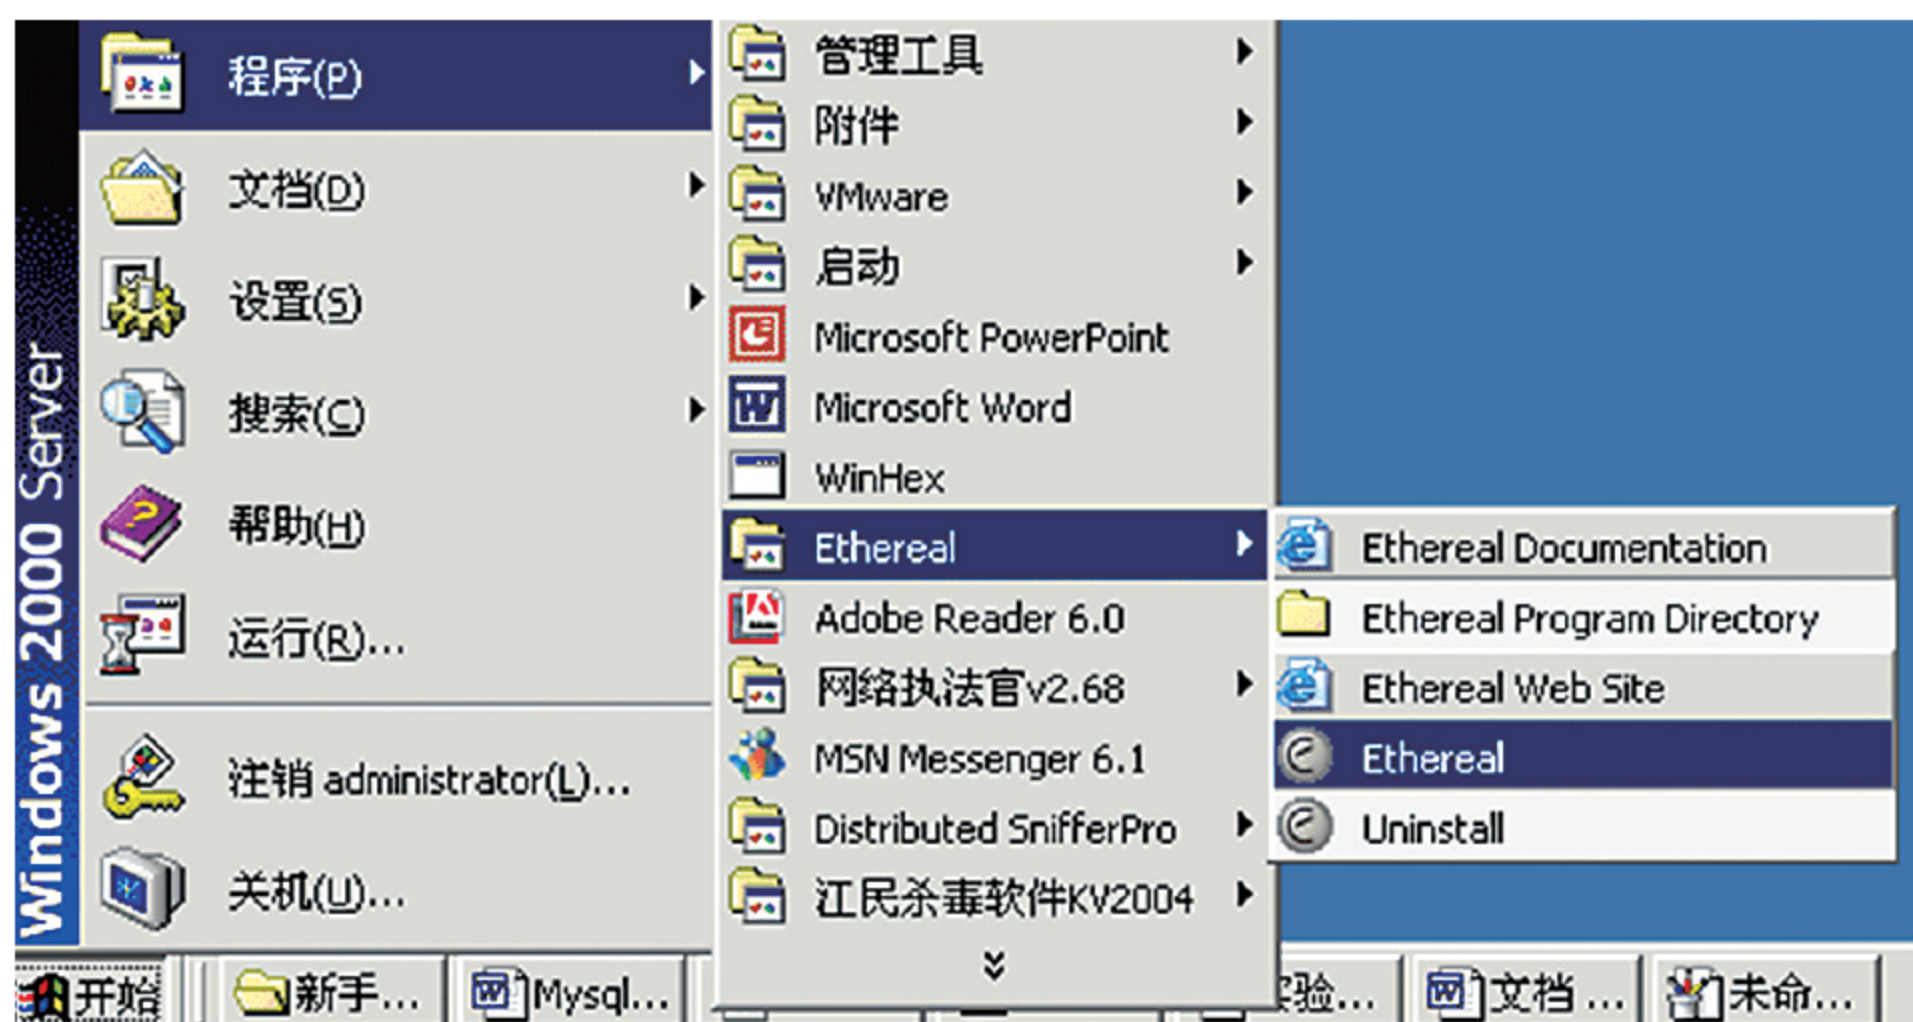 Windows 2000 Server
程序(P)
文档(D)
设置(S)
搜索(C)
帮助(H)
运行(R)...
注销 administrator(L)...
关机(U)...
管理工具
附件
VMware
启动
Microsoft PowerPoint
Microsoft Word
WinHex
Ethereal
Adobe Reader 6.0
网络执法官v2.68
MSN Messenger 6.1
Distributed SnifferPro
江民杀毒软件KV2004
Ethereal Documentation
Ethereal Program Directory
Ethereal Web Site
Ethereal
Uninstall
开始
新手...
Mysql...
验...
文档 ...
未命...